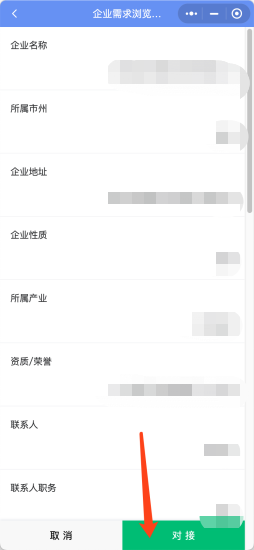 企业需求浏览...
企业名称
所属市州
企业地址
企业性质
所属产业
资质/荣誉
联系人
联系人职务
取消
对接